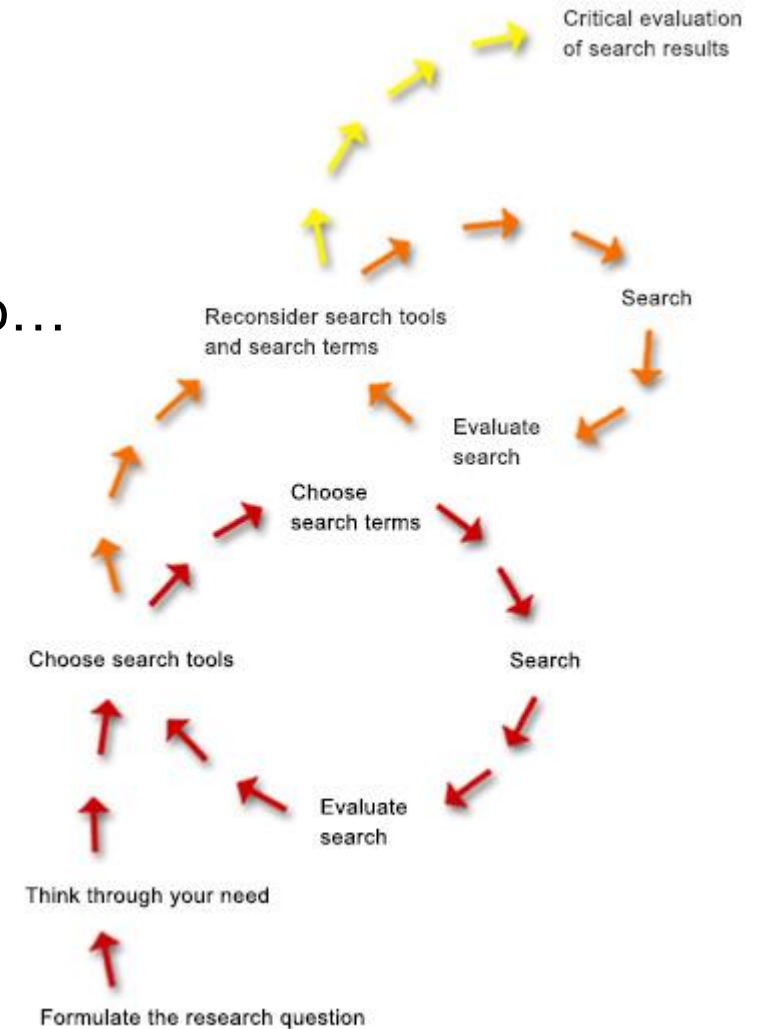 Critical evaluation
of search results
Search
Reconsider search tools
and search terms
Evaluate
search
Choose
search terms
Choose search tools
Search
Evaluate
search
Think through your need
Formulate the research question